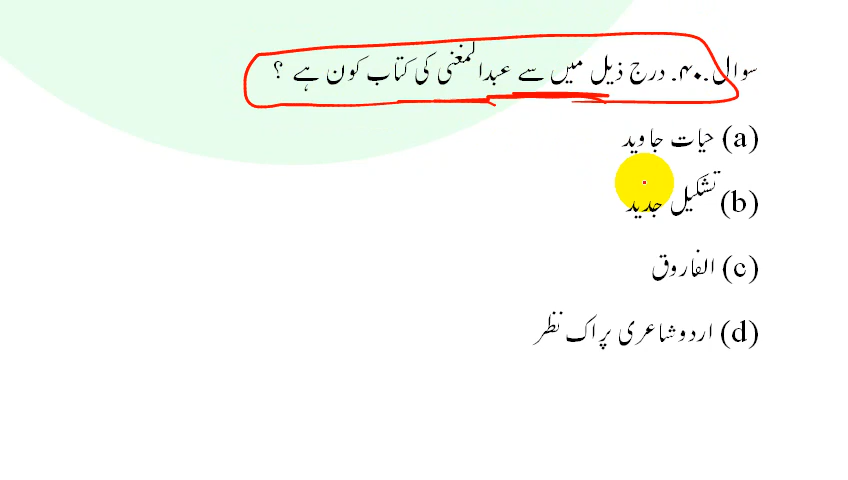 سوال.۴۰. درج ذیل میں سے عبدالمغنی کی کتاب کون ہے ؟
(a) حیات جاوید
(b) تشکیل جدید
(c) الفاروق
(d) اردو شاعری پر اک نظر